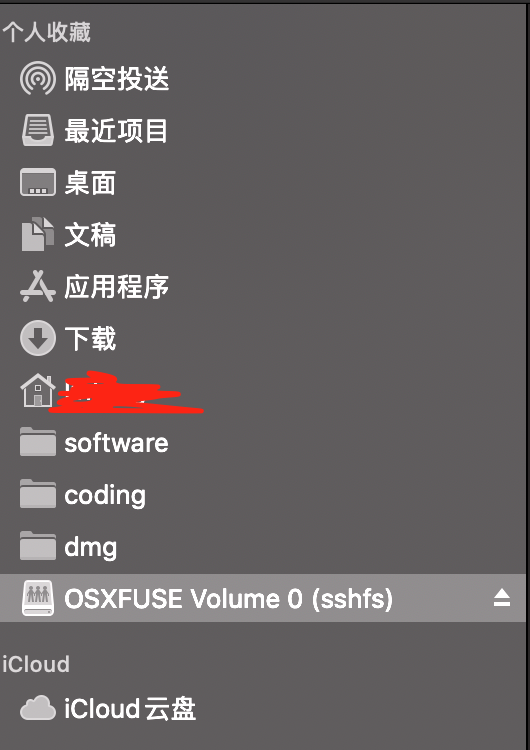 个人收藏
隔空投送
最近项目
桌面
文稿
应用程序
下载
software
coding
dmg
OSXFUSE Volume 0 (sshfs)
iCloud
iCloud云盘